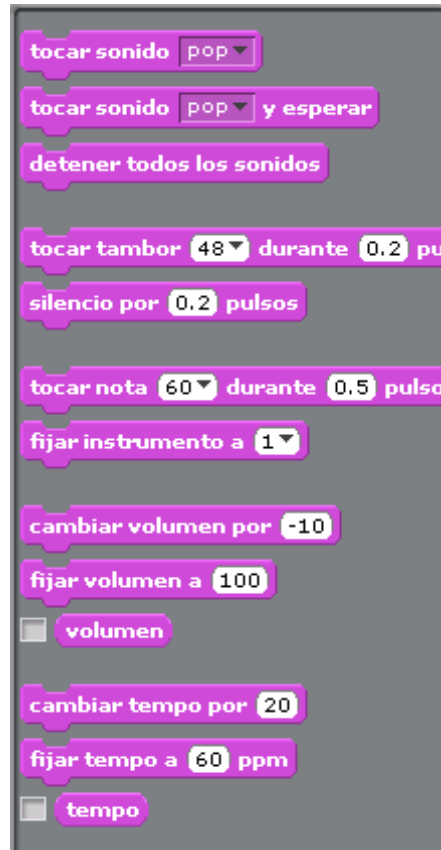 tocar sonido pop
tocar sonido pop y esperar
detener todos los sonidos
tocar tambor 48 durante 0.2 pu
silencio por 0.2 pulsos
tocar nota 60 durante 0.5 pulso
fijar instrumento a 1
cambiar volumen por -10
fijar volumen a 100
volumen
cambiar tempo por 20
fijar tempo a 60 ppm
tempo